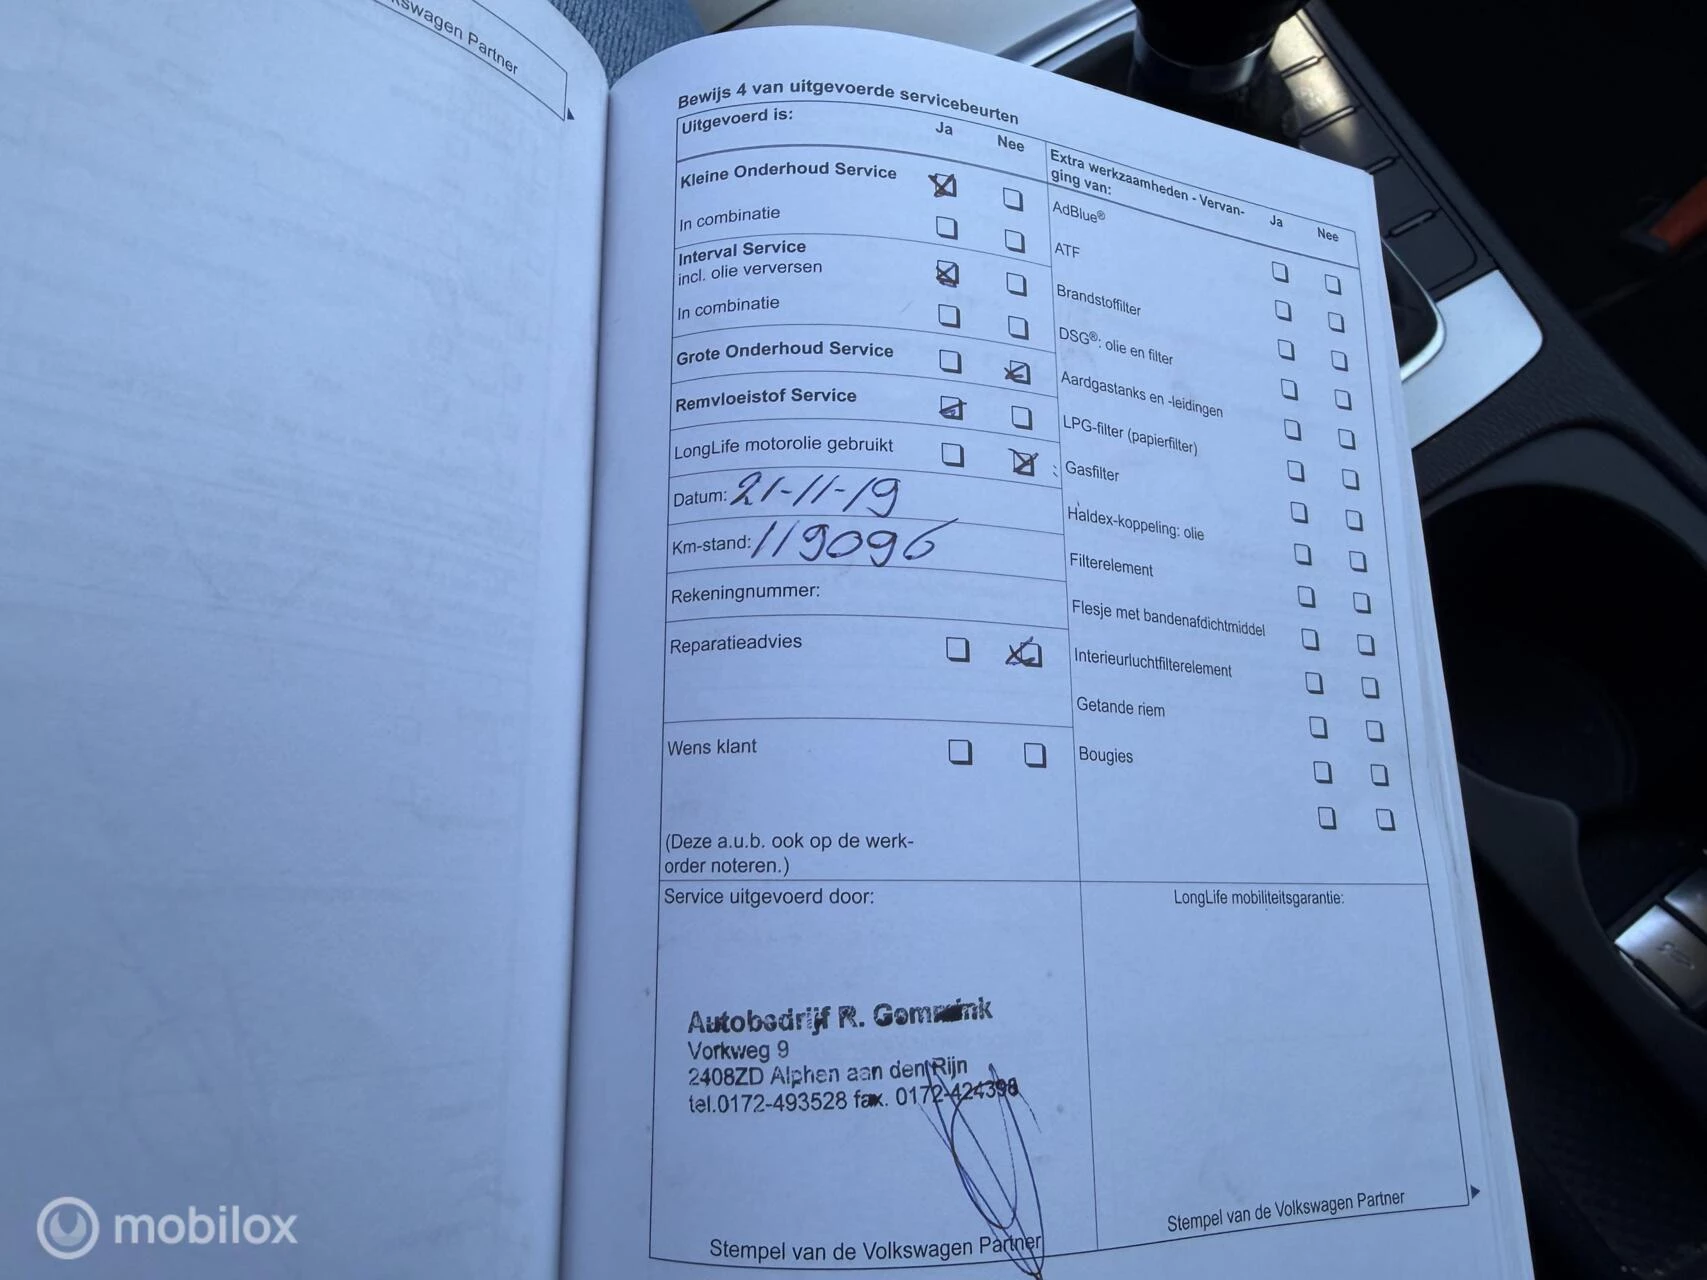 swagen Partner
Bewijs 4 van uitgevoerde servicebeurten
Uitgevoerd is:
Ja
Nee
Kleine Onderhoud Service
In combinatie
Interval Service
incl. olie verversen
In combinatie
Grote Onderhoud Service
Remvloeistof Service
LongLife motorolie gebruikt
Datum: 21-11-19
Km-stand: 119096
Rekeningnummer:
Reparatieadvies
Wens klant
(Deze a.u.b. ook op de werk-
order noteren.)
Extra werkzaamheden - Vervan-
ging van:
Ja
Nee
AdBlue®
ATF
Brandstoffilter
DSG®: olie en filter
Aardgastanks en -leidingen
LPG-filter (papierfilter)
Gasfilter
Haldex-koppeling: olie
Filterelement
Flesje met bandenafdichtmiddel
Interieurluchtfilterelement
Getande riem
Bougies
Service uitgevoerd door:
Autobedrijf R.
Vorkweg 9
2408ZD Alphen aan den Rijn
tel.0172-493528 fax. 0172-424398
Stempel van de Volkswagen Partner
LongLife mobiliteitsgarantie:
Stempel van de Volkswagen Partner
mobilox